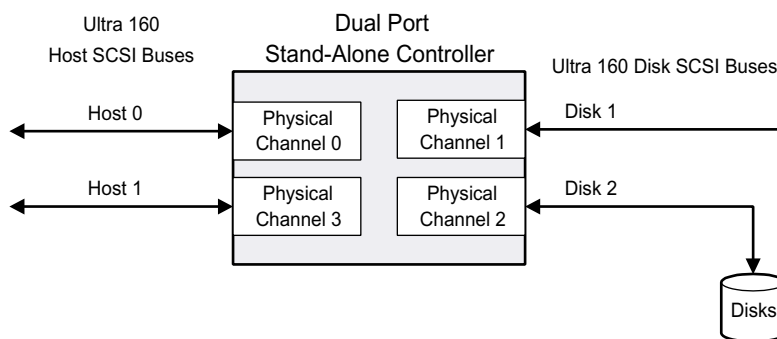 Ultra 160
Host SCSI Buses
Dual Port
Stand-Alone Controller
Ultra 160 Disk SCSI Buses
Host 0
Physical
Channel 0
Physical
Channel 1
Disk 1
Host 1
Physical
Channel 3
Physical
Channel 2
Disk 2
Disks